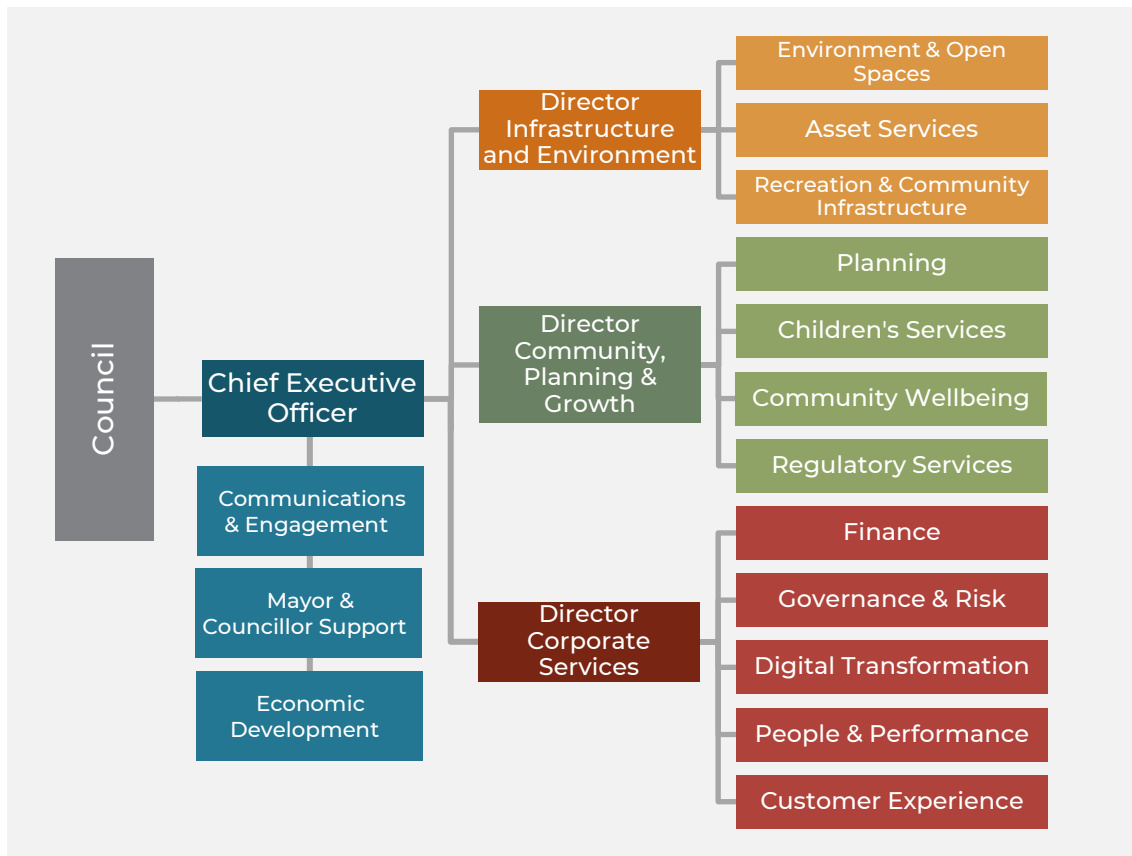 Council
Chief Executive
Officer
Communications
& Engagement
Mayor &
Councillor Support
Economic
Development
Director
Infrastructure
and Environment
Environment & Open
Spaces
Asset Services
Recreation & Community
Infrastructure
Director
Community,
Planning &
Growth
Planning
Children's Services
Community Wellbeing
Regulatory Services
Director
Corporate
Services
Finance
Governance & Risk
Digital Transformation
People & Performance
Customer Experience